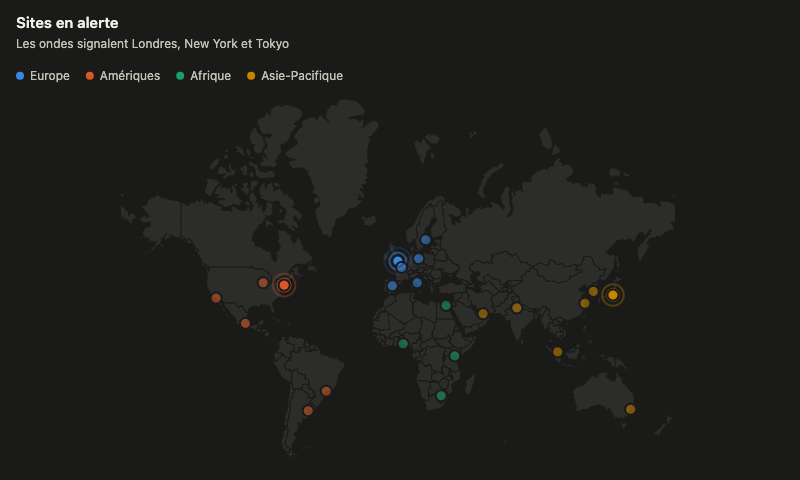 Sites en alerte
Les ondes signalent Londres, New York et Tokyo
Europe Amériques Afrique Asie-Pacifique